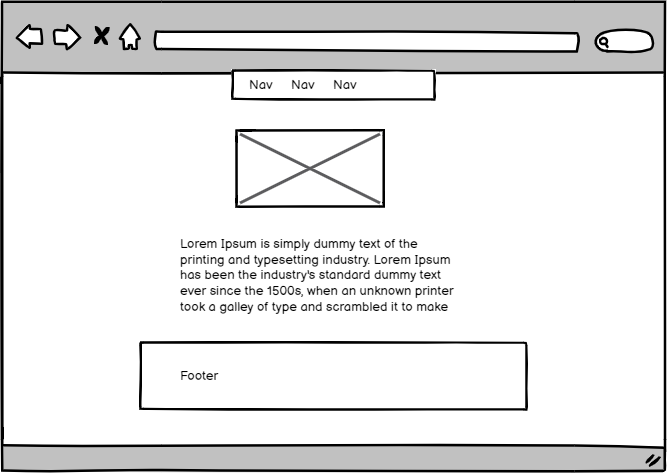 Nav Nav Nav
Lorem Ipsum is simply dummy text of the
printing and typesetting industry. Lorem Ipsum
has been the industry's standard dummy text
ever since the 1500s, when an unknown printer
took a galley of type and scrambled it to make
Footer